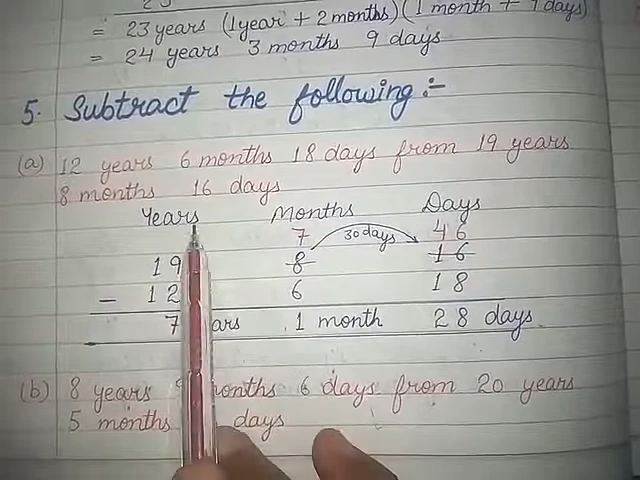 = 23 years (1 year + 2 months) (1 month + 9 days)
= 24 years 3 months 9 days
5. Subtract the following :-
(a) 12 years 6 months 18 days from 19 years
8 months 16 days
Years Months Days
7 30 days 46
19 8 16
- 12 6 18
7 ars 1 month 28 days
(b) 8 years months 6 days from 20 years
5 months days